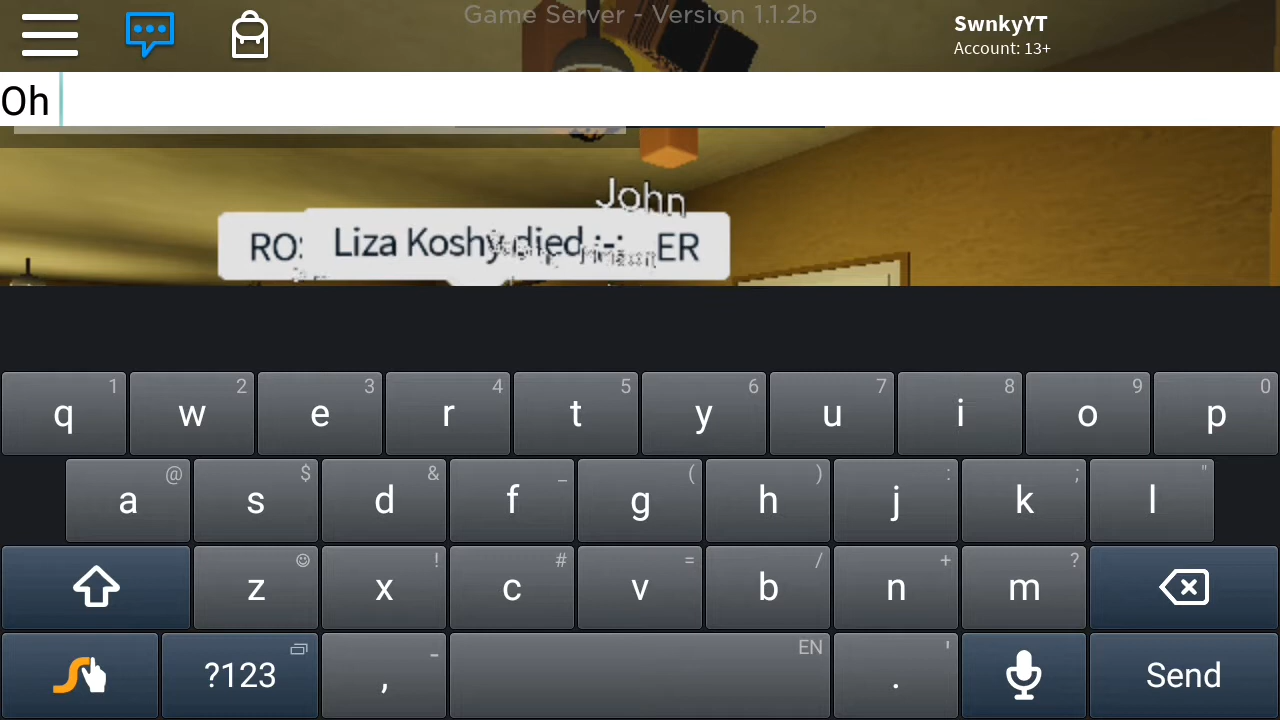 Game Server - Version 1.1.2b
SwnkyYT
Account: 13+
Oh
John
RO: Liza Koshy died ;-; ER
1 2 3 4 5 6 7 8 9 0
q w e r t y u i o p
@ $ & _ ( ) : ; "
a s d f g h j k l
! # = / + ?
z x c v b n m
- EN '
?123 , . Send